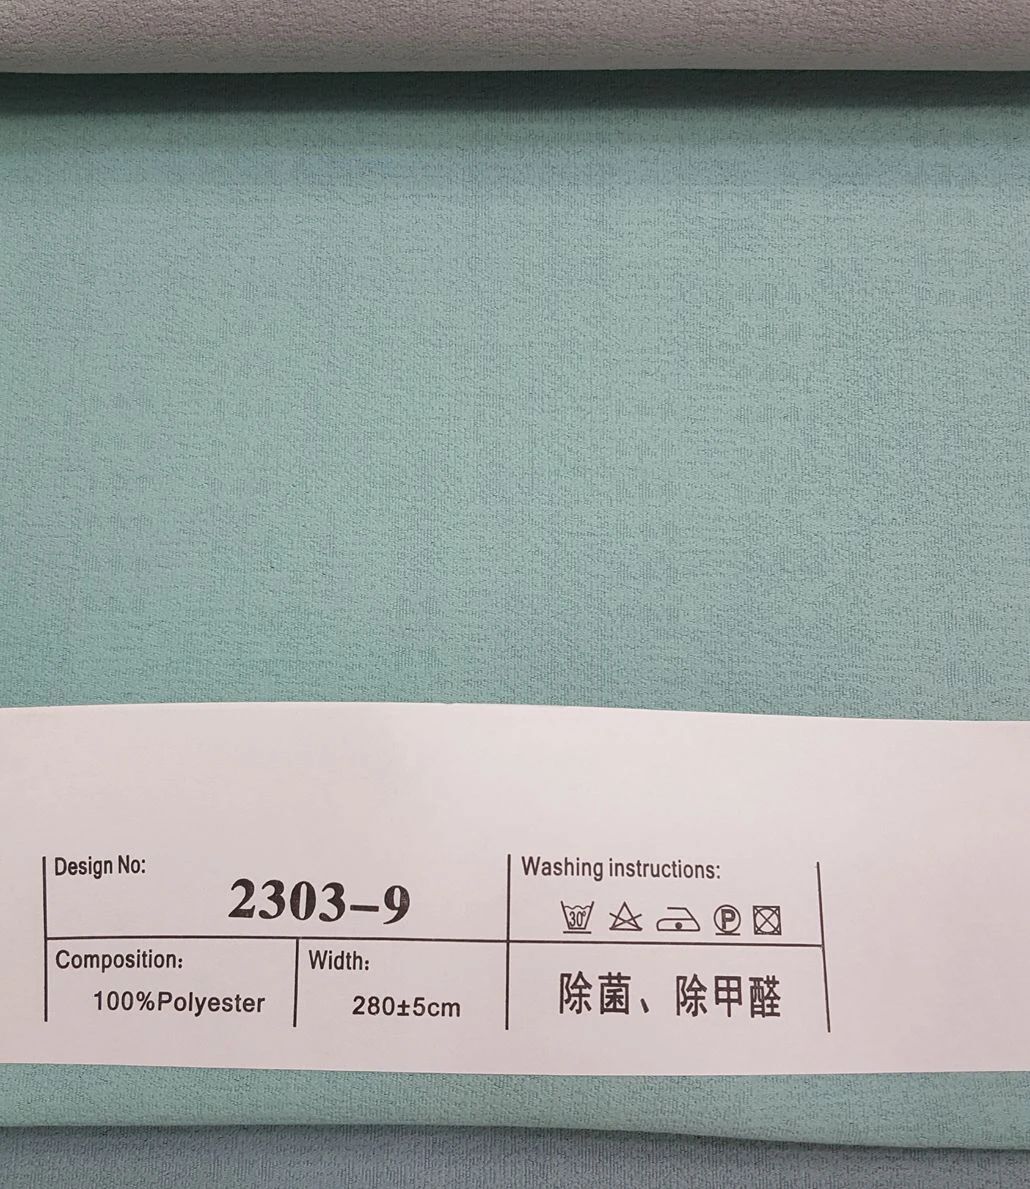 Design No:
2303-9
Washing instructions:
30°
P
Composition:
100%Polyester
Width:
280±5cm
除菌、除甲醛